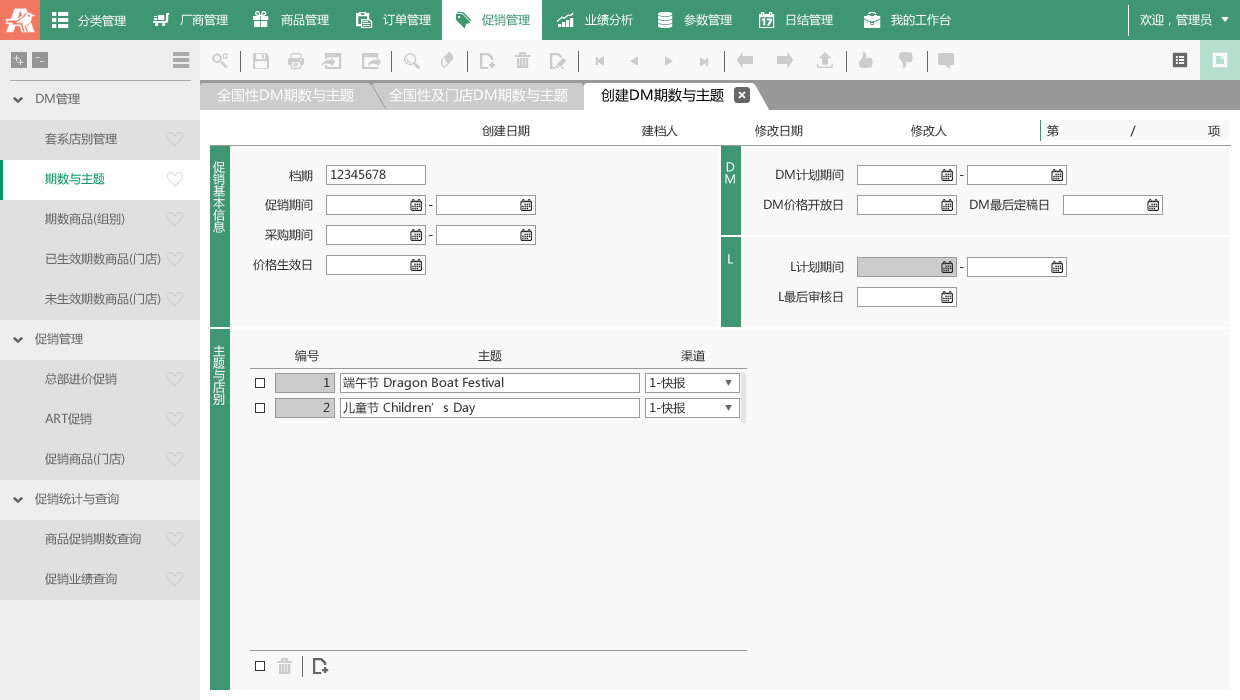 分类管理 厂商管理 商品管理 订单管理 促销管理 业绩分析 参数管理 17 日结管理 我的工作台 欢迎，管理员
全国性DM期数与主题 全国性及门店DM期数与主题 创建DM期数与主题
DM管理
套系店别管理
期数与主题
期数商品(组别)
已生效期数商品(门店)
未生效期数商品(门店)
促销管理
总部进价促销
ART促销
促销商品(门店)
促销统计与查询
商品促销期数查询
促销业绩查询
创建日期 建档人 修改日期 修改人 第 / 项
促销基本信息
档期 12345678
促销期间 -
采购期间 -
价格生效日
DM
DM计划期间 -
DM价格开放日 DM最后定稿日
L
L计划期间 -
L最后审核日
主题与店别
编号 主题 渠道
1 端午节 Dragon Boat Festival 1-快报
2 儿童节 Children’s Day 1-快报